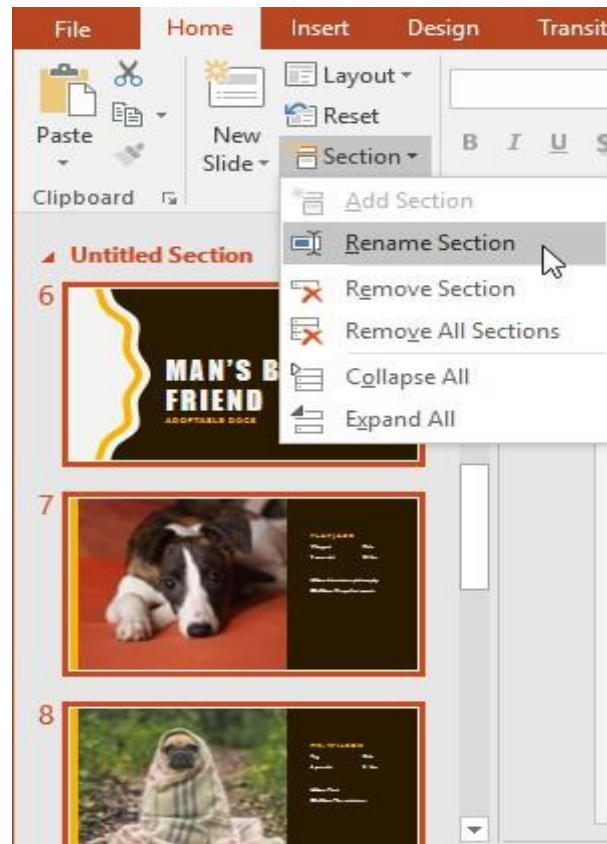 File Home Insert Design Transit
Layout
Reset
Paste New Slide Section
B I U S
Clipboard
Add Section
Rename Section
Remove Section
Remove All Sections
Collapse All
Expand All
Untitled Section
6
MAN'S B
FRIEND
ADOPTABLE DOGS
7
8